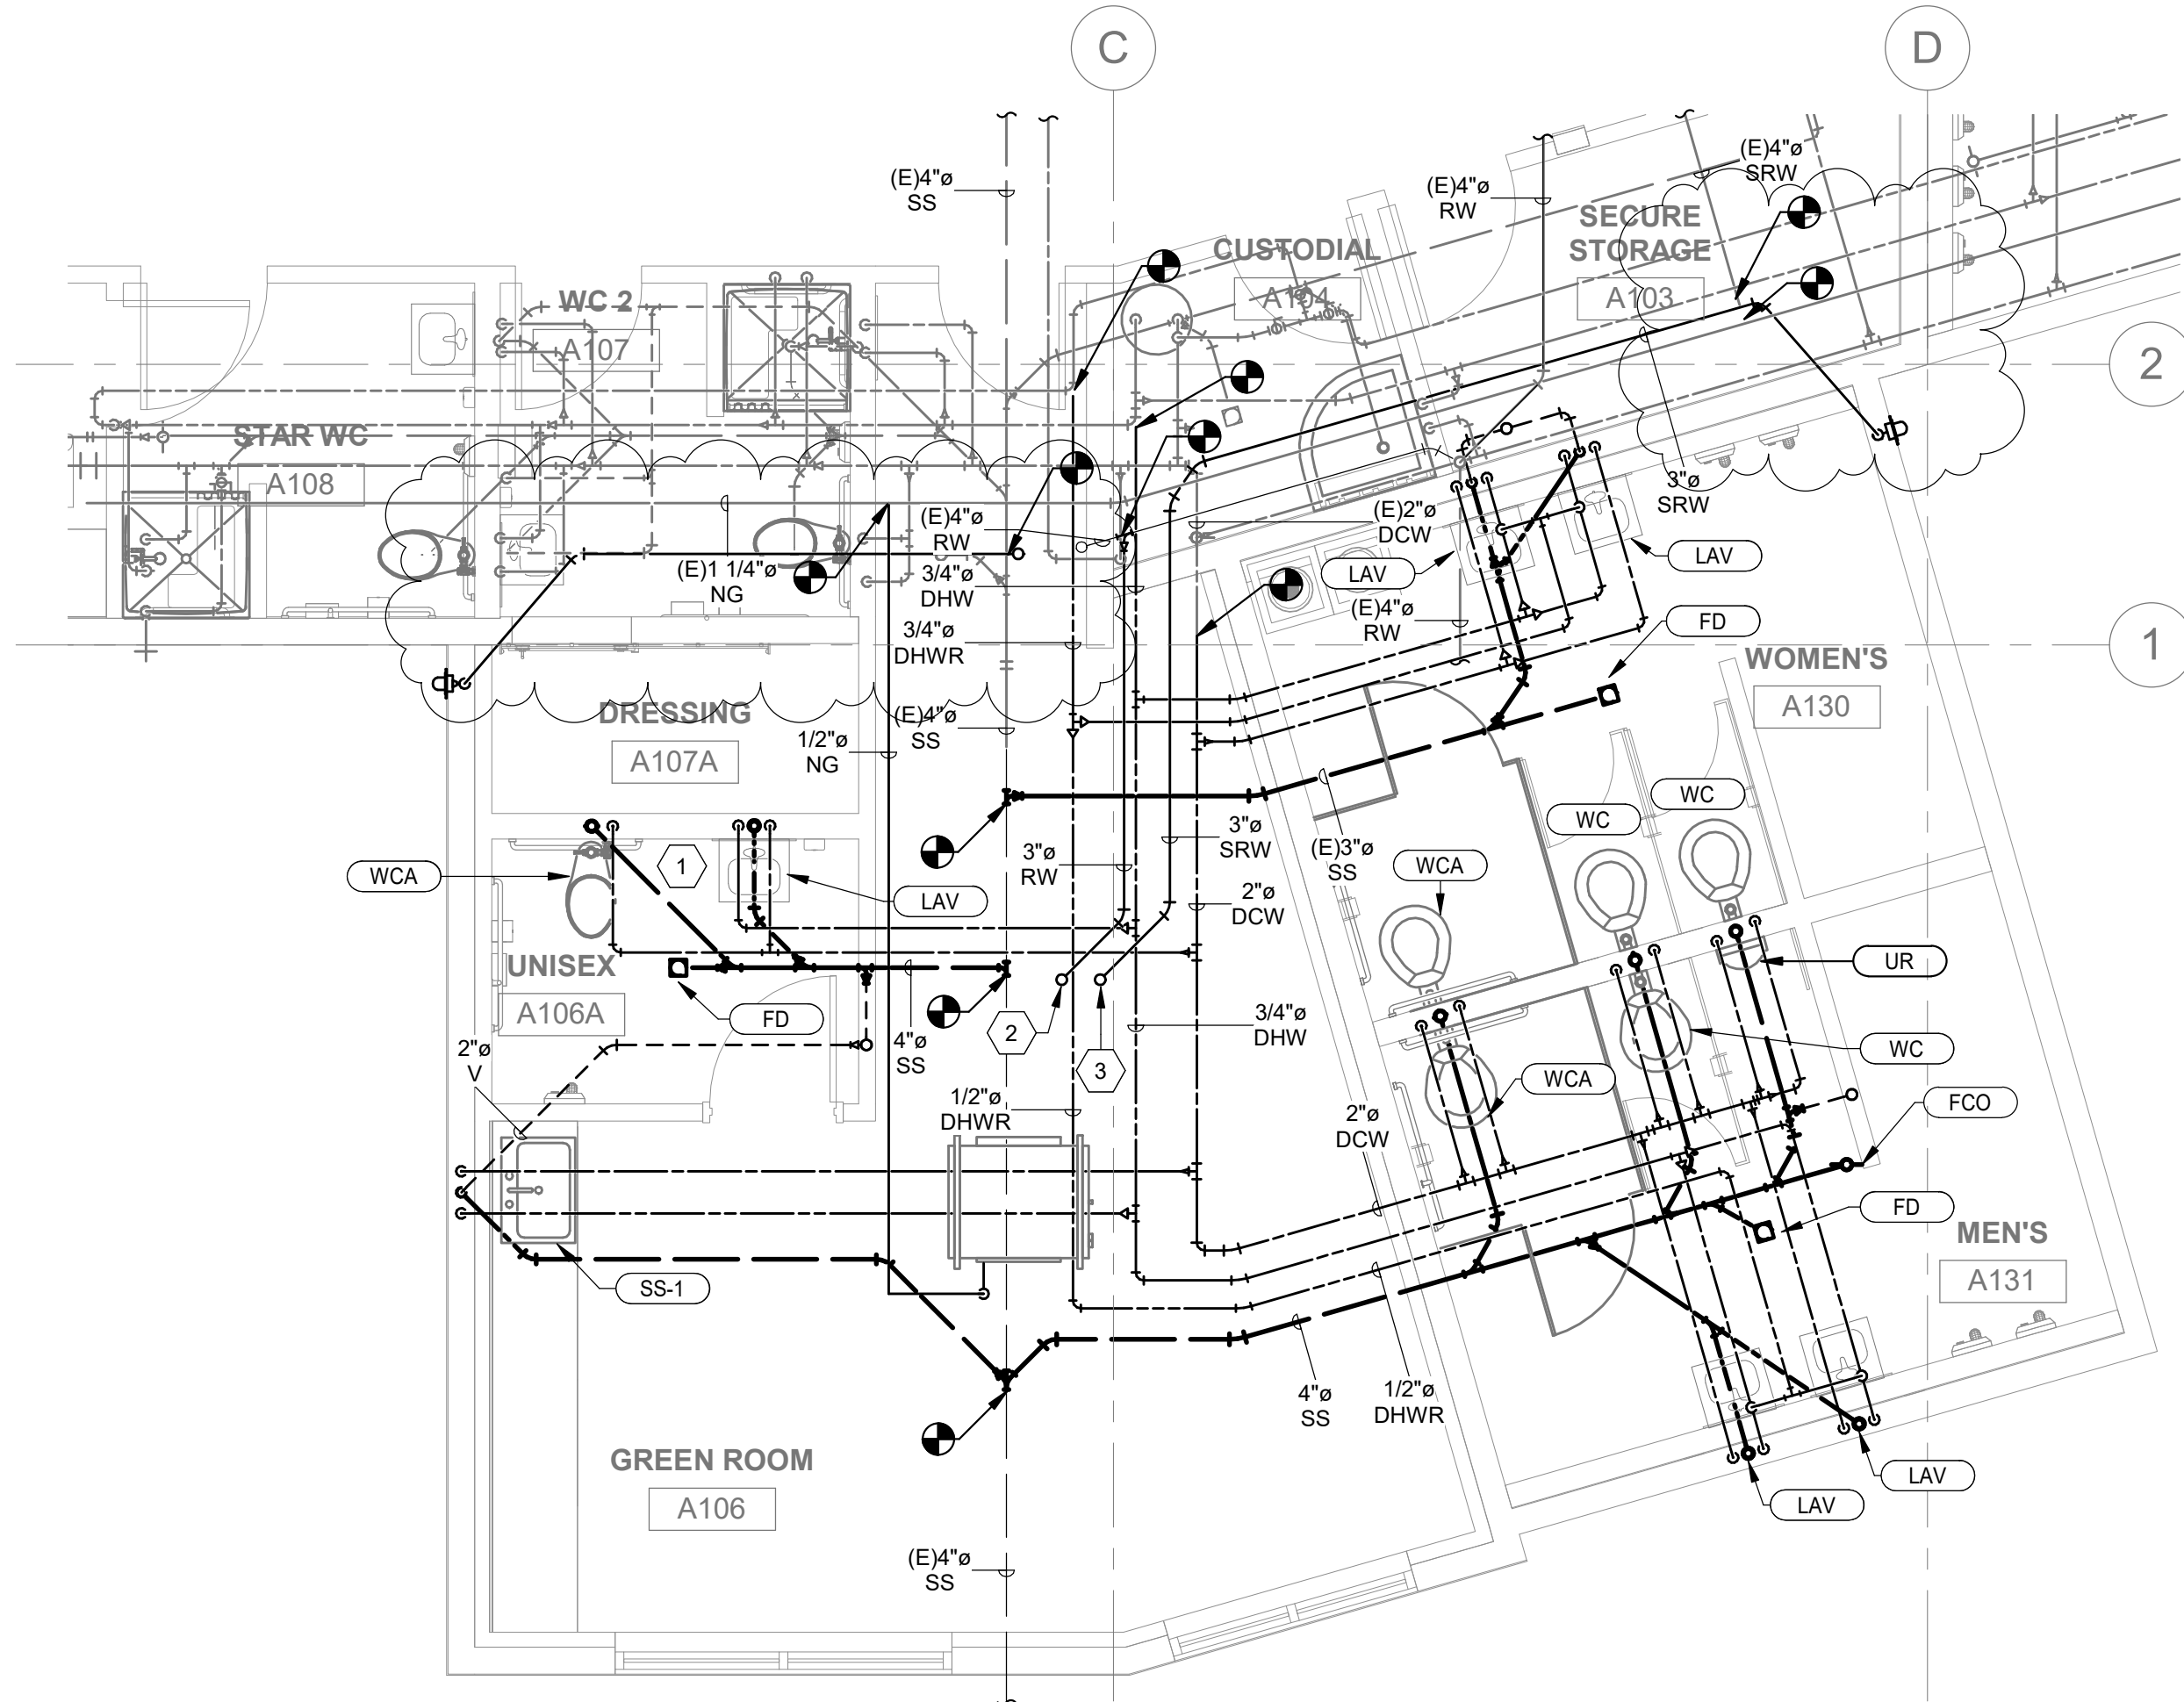 C
D
(E)4"ø
SS
(E)4"ø
RW
(E)4"ø
SRW
SECURE
STORAGE
A103
CUSTODIAL
A104
WC 2
A107
2
STAR WC
A108
3"ø
SRW
(E)4"ø
RW
(E)2"ø
DCW
LAV
LAV
(E)1 1/4"ø
NG
3/4"ø
DHW
(E)4"ø
RW
FD
3/4"ø
DHWR
1
WOMEN'S
A130
DRESSING
A107A
(E)4"ø
SS
1/2"ø
NG
WC
WC
3"ø
SRW
(E)3"ø
SS
3"ø
RW
WCA
WCA
1
LAV
2"ø
DCW
UNISEX
A106A
UR
FD
4"ø
SS
2
3
3/4"ø
DHW
WC
2"ø
V
WCA
1/2"ø
DHWR
2"ø
DCW
FCO
FD
MEN'S
A131
SS-1
4"ø
SS
1/2"ø
DHWR
GREEN ROOM
A106
LAV
LAV
(E)4"ø
SS